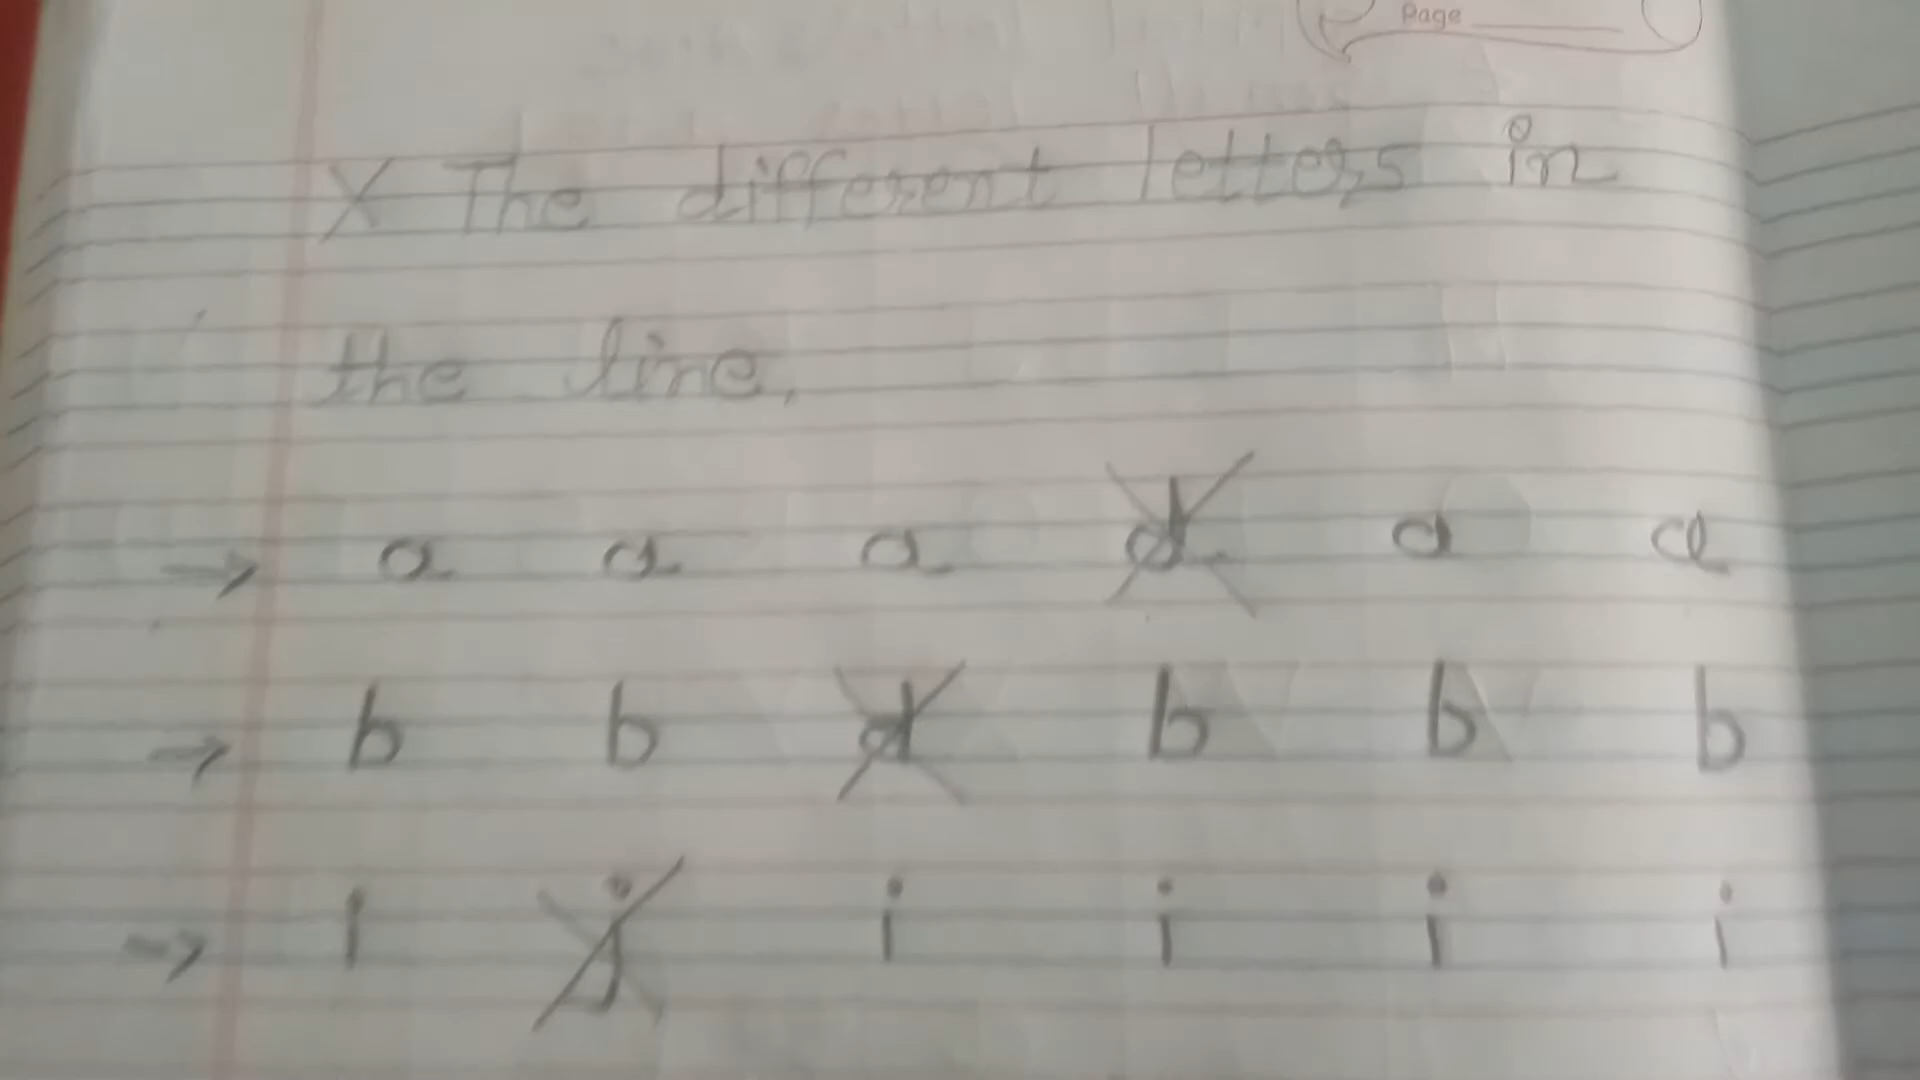 Page
X The different letters in
the line.
→ a a a d a a
→ b b d b b b
→ i j i i i i